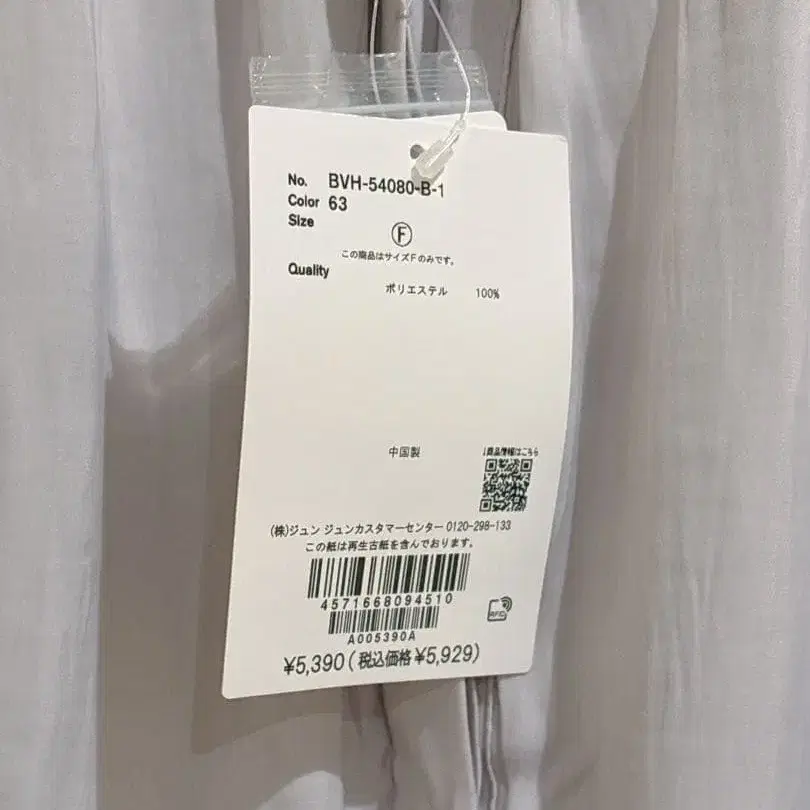 No. BVH-54080-B-1
Color 63
Size
F
この商品はサイズFのみです。
Quality
ポリエステル 100%
中国製
↓商品情報はこちら
(株)ジュン ジュンカスタマーセンター 0120-298-133
この紙は再生古紙を含んでおります。
4571668094510
RFID
A005390A
¥5,390(税込価格¥5,929)